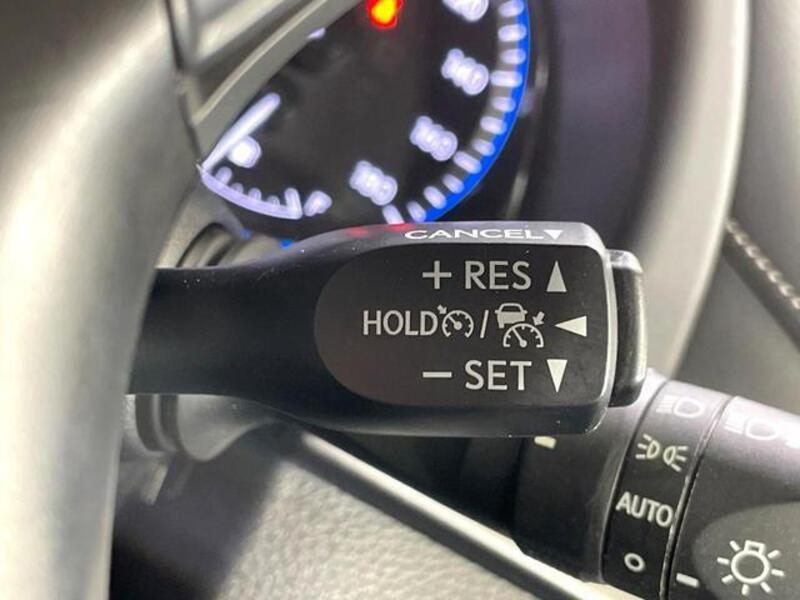 CANCEL▼
+ RES ▲
HOLD / ◀
– SET ▼
AUTO